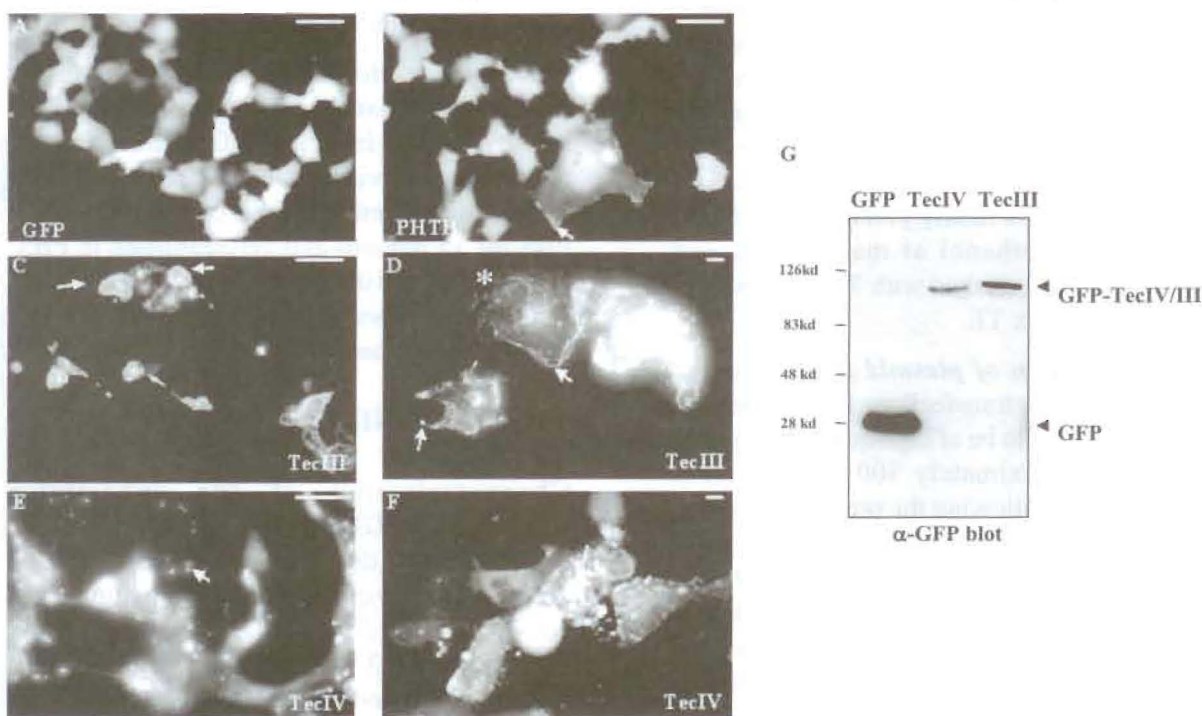 A
GFP
PHTH
C
TecIII
D
*
TecIII
E
TecIV
F
TecIV
G
GFP TecIV TecIII
126kd
83kd
48 kd
28 kd
GFP-TecIV/III
GFP
α-GFP blot